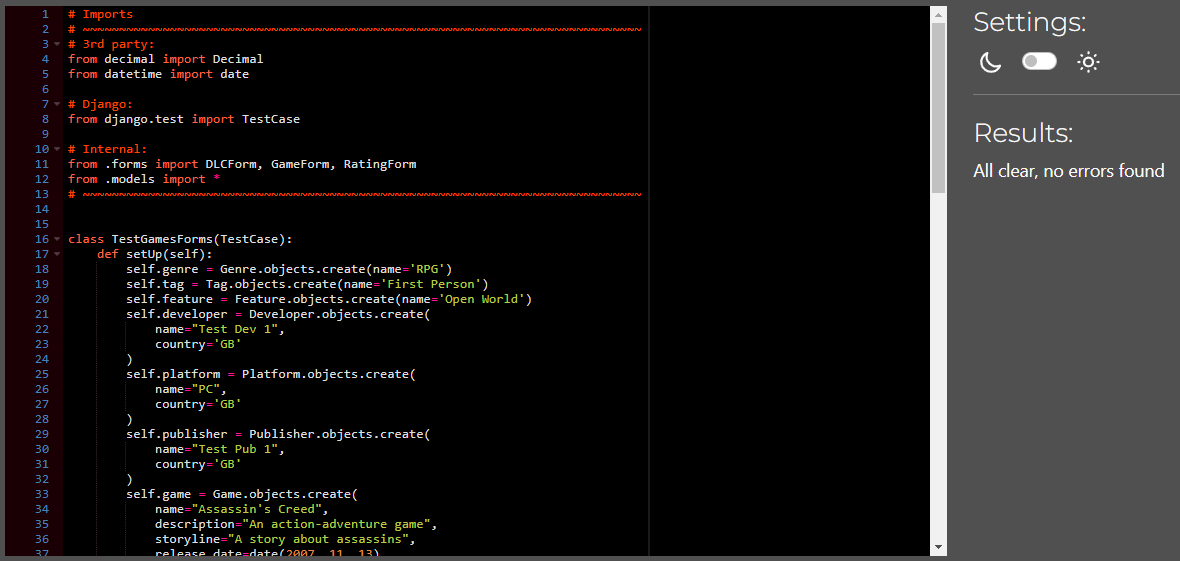 1 # Imports
2 # ~~~~~~~~~~~~~~~~~~~~~~~~~~~~~~~~~~~~~~~~~~~~~~~~~~~~~~~~~~~~~~~~~~~~~~~~~~~~~
3 # 3rd party:
4 from decimal import Decimal
5 from datetime import date
6
7 # Django:
8 from django.test import TestCase
9
10 # Internal:
11 from .forms import DLCForm, GameForm, RatingForm
12 from .models import *
13 # ~~~~~~~~~~~~~~~~~~~~~~~~~~~~~~~~~~~~~~~~~~~~~~~~~~~~~~~~~~~~~~~~~~~~~~~~~~~~~
14
15
16 class TestGamesForms(TestCase):
17     def setUp(self):
18         self.genre = Genre.objects.create(name='RPG')
19         self.tag = Tag.objects.create(name='First Person')
20         self.feature = Feature.objects.create(name='Open World')
21         self.developer = Developer.objects.create(
22             name="Test Dev 1",
23             country='GB'
24         )
25         self.platform = Platform.objects.create(
26             name="PC",
27             country='GB'
28         )
29         self.publisher = Publisher.objects.create(
30             name="Test Pub 1",
31             country='GB'
32         )
33         self.game = Game.objects.create(
34             name="Assassin's Creed",
35             description="An action-adventure game",
36             storyline="A story about assassins",
37             release_date=date(2007, 11, 13)
Settings:
Results:
All clear, no errors found